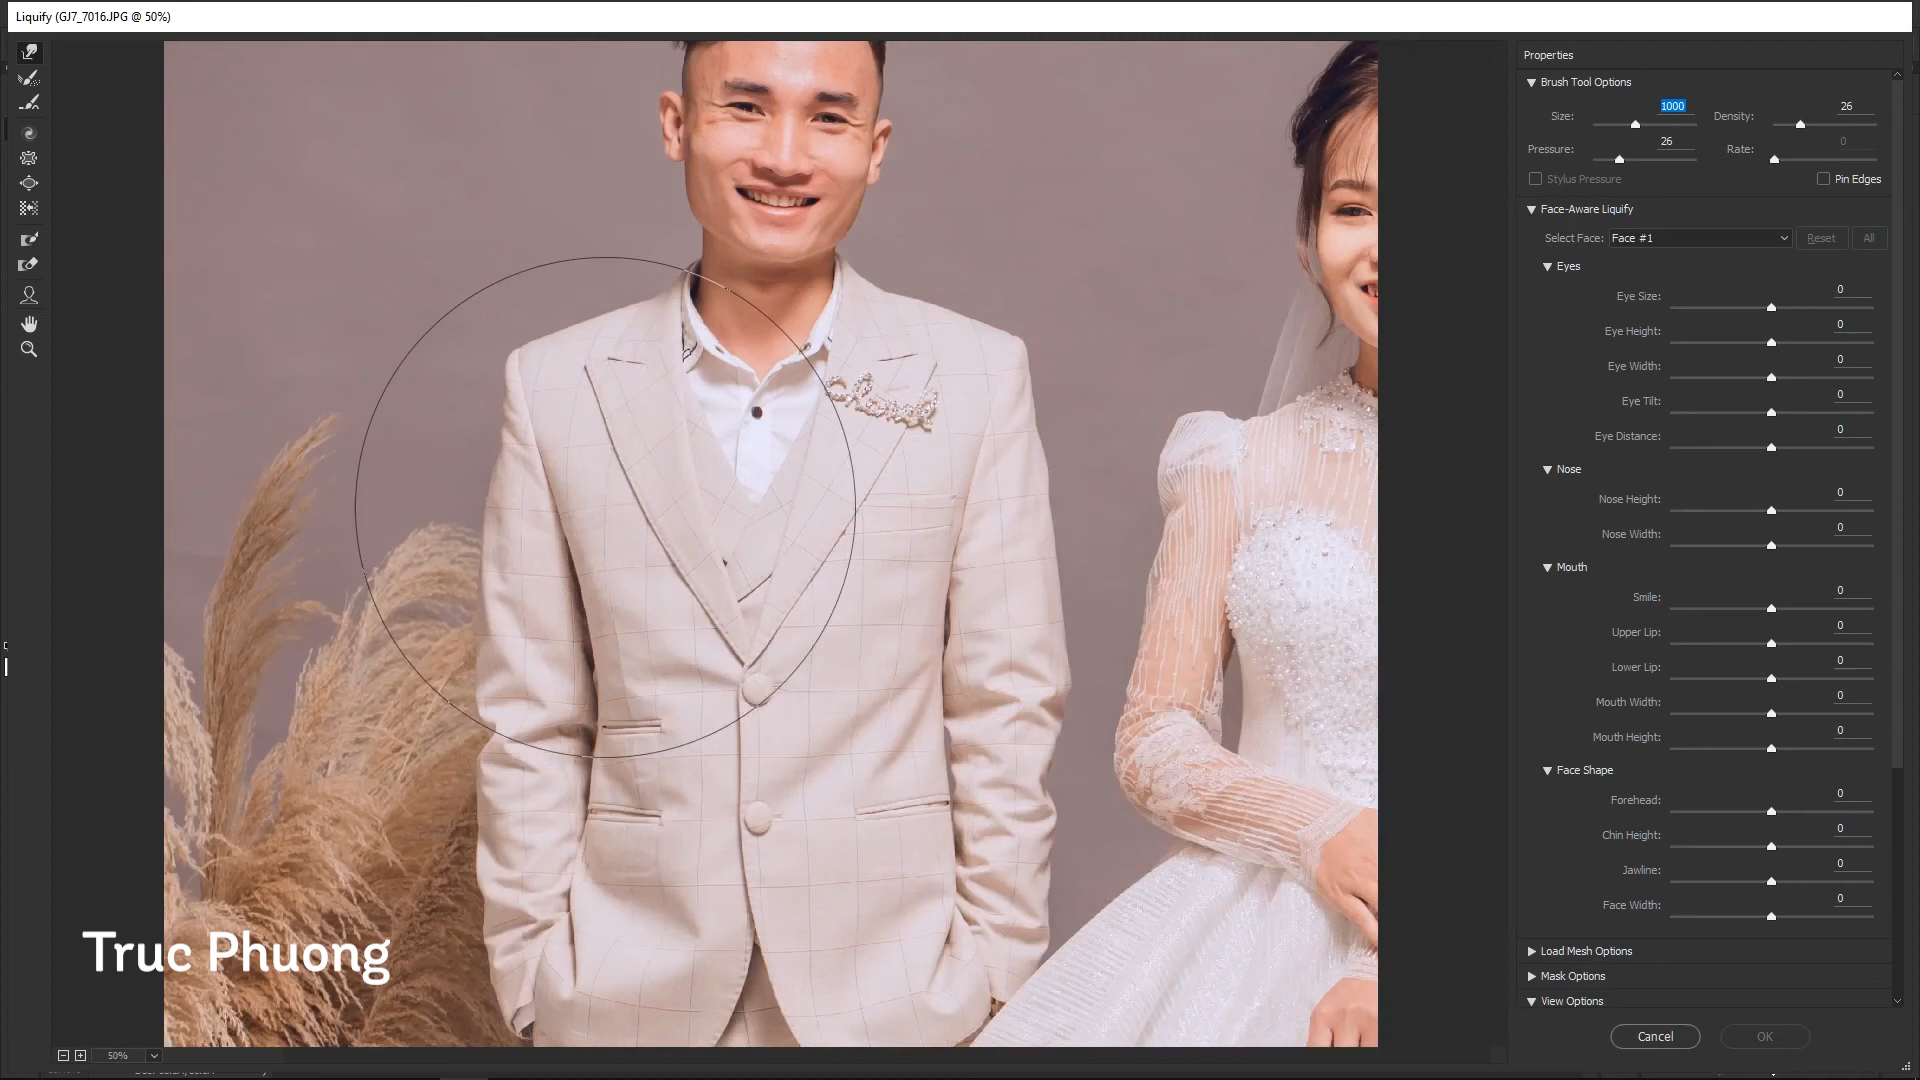 Liquify (GJ7_7016.JPG @ 50%)
Properties
Brush Tool Options
Size: 1000 Density: 26
Pressure: 26 Rate: 0
Stylus Pressure Pin Edges
Face-Aware Liquify
Select Face: Face #1 Reset All
Eyes
Eye Size: 0
Eye Height: 0
Eye Width: 0
Eye Tilt: 0
Eye Distance: 0
Nose
Nose Height: 0
Nose Width: 0
Mouth
Smile: 0
Upper Lip: 0
Lower Lip: 0
Mouth Width: 0
Mouth Height: 0
Face Shape
Forehead: 0
Chin Height: 0
Jawline: 0
Face Width: 0
Load Mesh Options
Mask Options
View Options
Truc Phuong
Cancel OK
50%